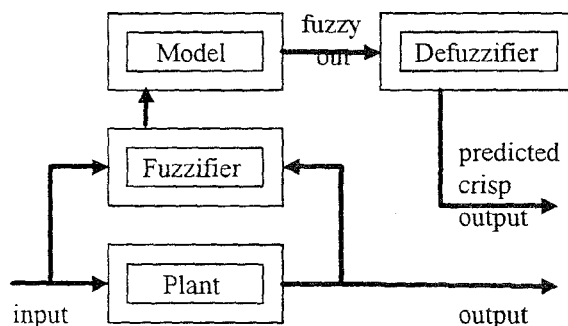 fuzzy
out
Model
Defuzzifier
Fuzzifier
predicted
crisp
output
Plant
input
output